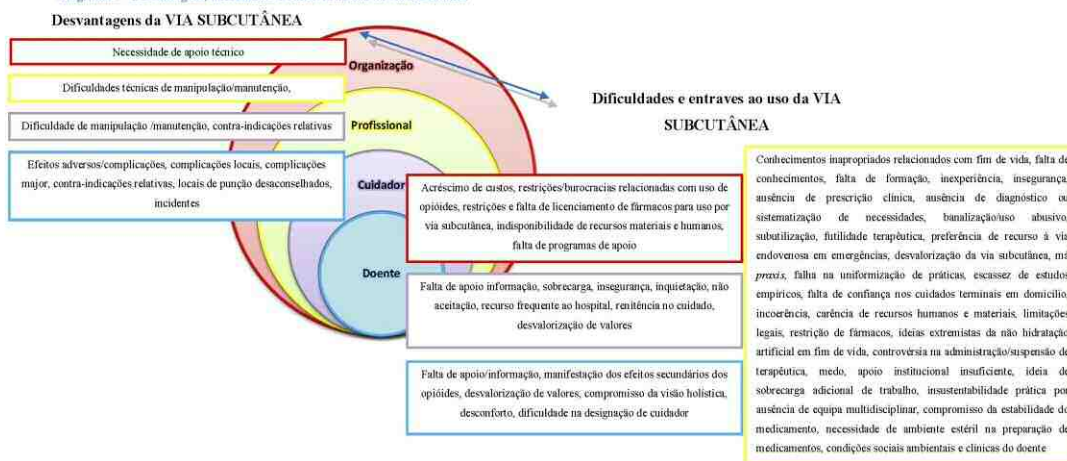 Desvantagens da VIA SUBCUTÂNEA
Necessidade de apoio técnico
Dificuldades técnicas de manipulação/manutenção,
Dificuldade de manipulação /manutenção, contra-indicações relativas
Efeitos adversos/complicações, complicações locais, complicações
major, contra-indicações relativas, locais de punção desaconselhados,
incidentes
Organização
Profissional
Cuidador
Doente
Dificuldades e entraves ao uso da VIA
SUBCUTÂNEA
Acréscimo de custos, restrições/burocracias relacionadas com uso de
opióides, restrições e falta de licenciamento de fármacos para uso por
via subcutânea, indisponibilidade de recursos materiais e humanos,
falta de programas de apoio
Falta de apoio informação, sobrecarga, insegurança, inquietação, não
aceitação, recurso frequente ao hospital, renitência no cuidado,
desvalorização de valores
Falta de apoio/informação, manifestação dos efeitos secundários dos
opióides, desvalorização de valores, compromisso da visão holística,
desconforto, dificuldade na designação de cuidador
Conhecimentos inapropriados relacionados com fim de vida, falta de
conhecimentos, falta de formação, inexperiência, insegurança,
ausência de prescrição clínica, ausência de diagnóstico ou
sistematização de necessidades, banalização/uso abusivo,
subutilização, futilidade terapêutica, preferência de recurso à via
endovenosa em emergências, desvalorização da via subcutânea, má
praxis, falha na uniformização de práticas, escassez de estudos
empíricos, falta de confiança nos cuidados terminais em domicílio,
incoerência, carência de recursos humanos e materiais, limitações
legais, restrição de fármacos, ideias extremistas da não hidratação
artificial em fim de vida, controvérsia na administração/suspensão de
terapêutica, medo, apoio institucional insuficiente, ideia de
sobrecarga adicional de trabalho, insustentabilidade prática por
ausência de equipa multidisciplinar, compromisso da estabilidade do
medicamento, necessidade de ambiente estéril na preparação de
medicamentos, condições sociais ambientais e clínicas do doente